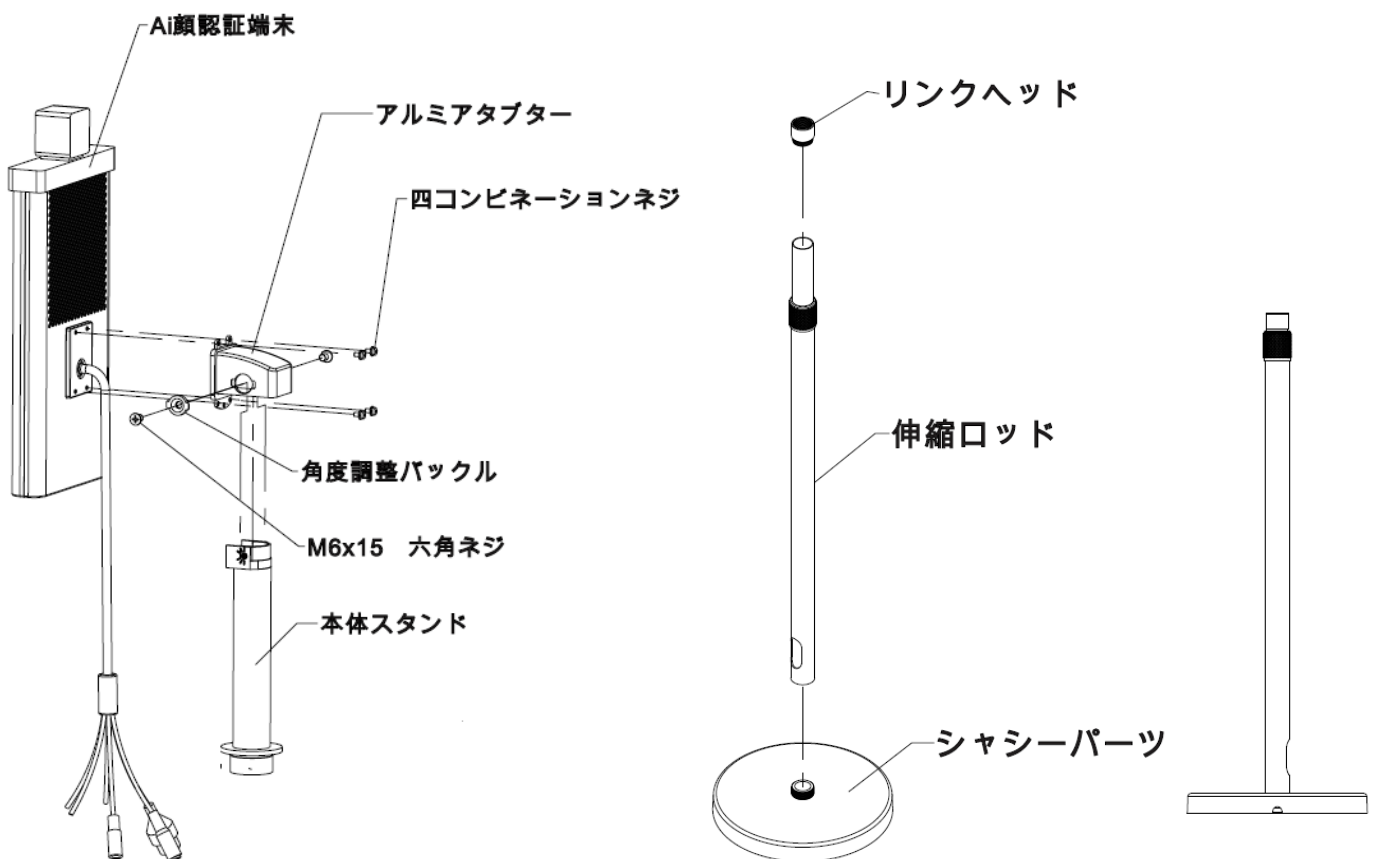 Ai顔認証端末
アルミアタブター
四コンビネーションネジ
角度調整バックル
M6x15 六角ネジ
本体スタンド
リンクヘッド
伸縮ロッド
シャシーパーツ